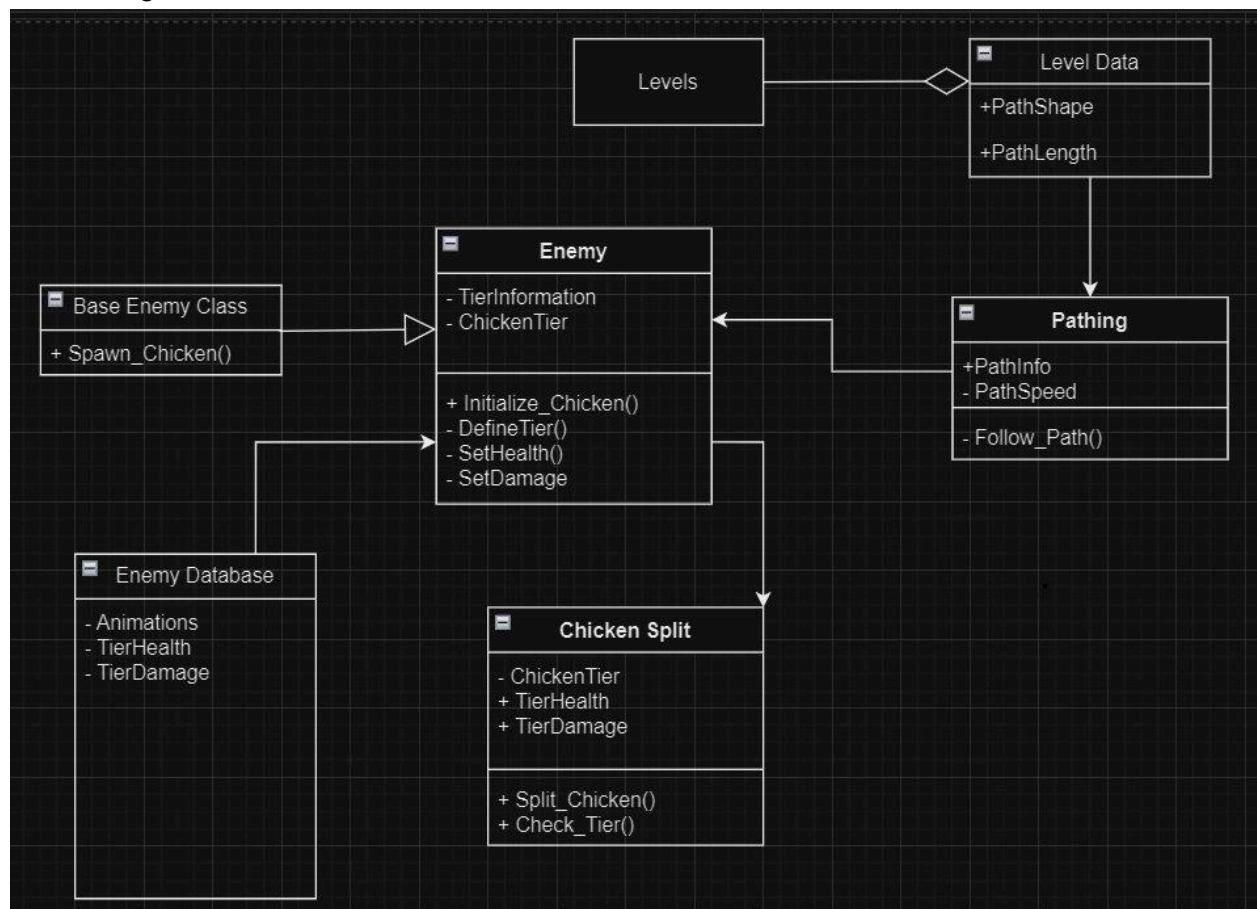 Levels
Level Data
+PathShape
+PathLength
Enemy
- TierInformation
- ChickenTier
+ Initialize_Chicken()
- DefineTier()
- SetHealth()
- SetDamage
Base Enemy Class
+ Spawn_Chicken()
Pathing
+PathInfo
- PathSpeed
- Follow_Path()
Enemy Database
- Animations
- TierHealth
- TierDamage
Chicken Split
- ChickenTier
+ TierHealth
+ TierDamage
+ Split_Chicken()
+ Check_Tier()